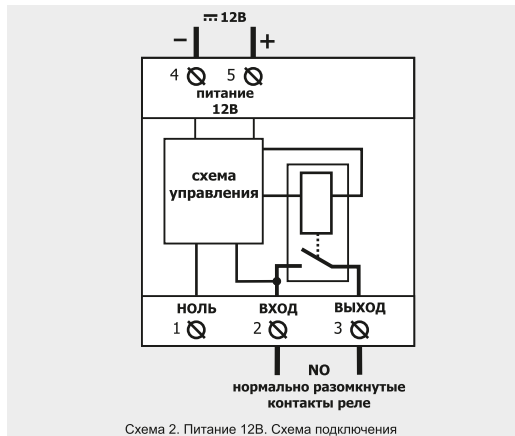 12В
− +
4 5
питание
12В
схема
управления
НОЛЬ ВХОД ВЫХОД
1 2 3
NO
нормально разомкнутые
контакты реле
Схема 2. Питание 12В. Схема подключения